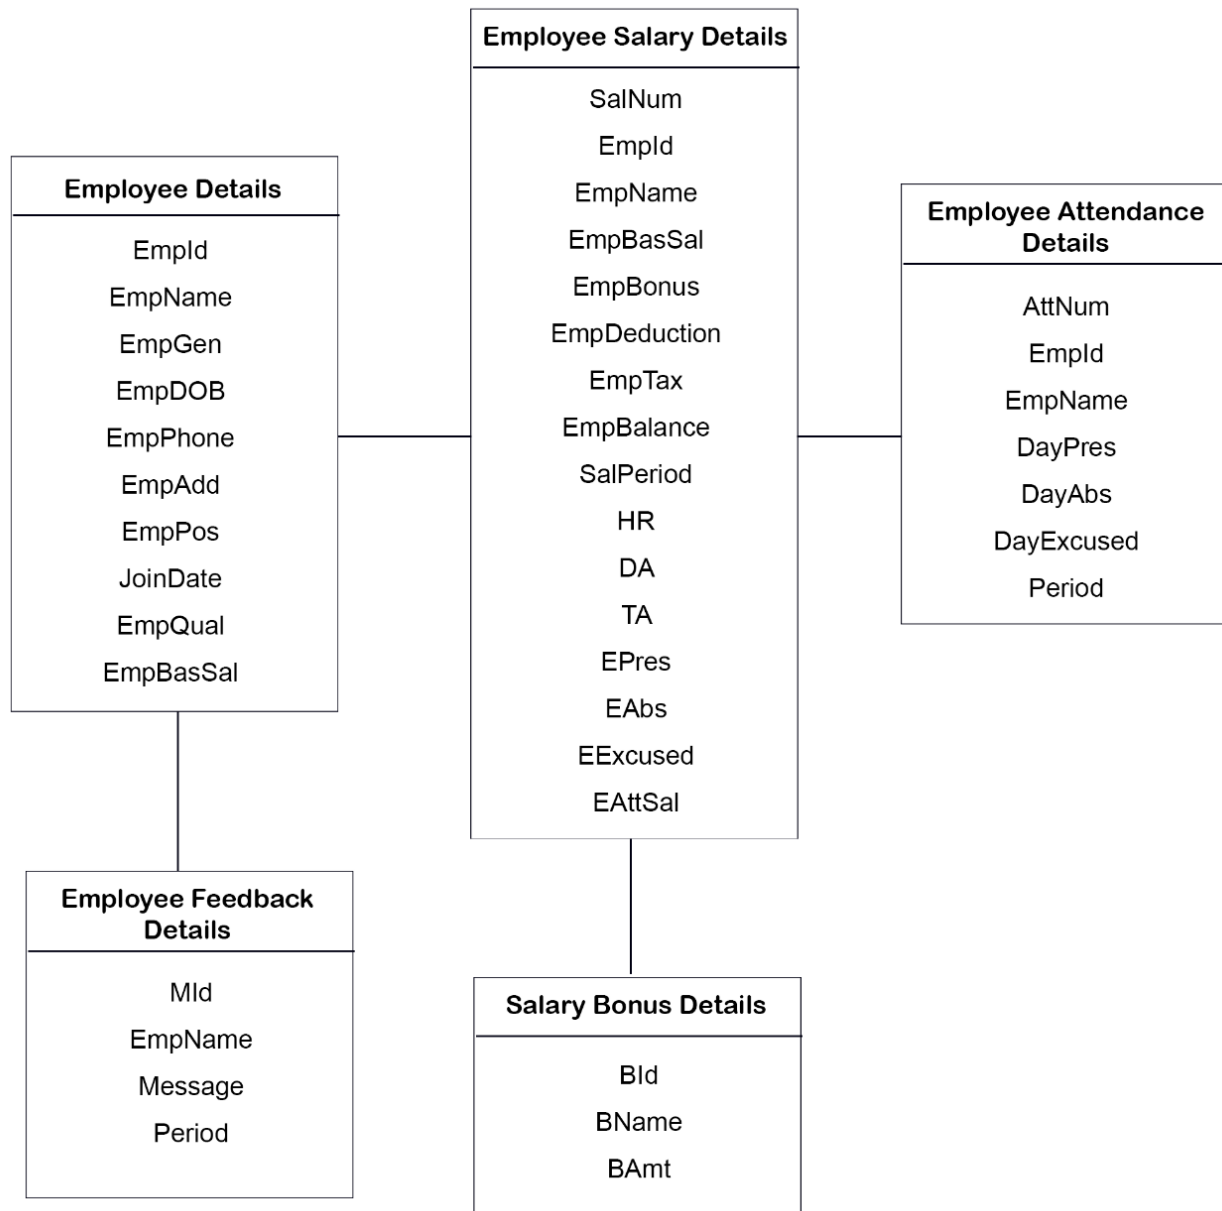 Employee Salary Details
SalNum
EmpId
EmpName
EmpBasSal
EmpBonus
EmpDeduction
EmpTax
EmpBalance
SalPeriod
HR
DA
TA
EPres
EAbs
EExcused
EAttSal
Employee Details
EmpId
EmpName
EmpGen
EmpDOB
EmpPhone
EmpAdd
EmpPos
JoinDate
EmpQual
EmpBasSal
Employee Attendance
Details
AttNum
EmpId
EmpName
DayPres
DayAbs
DayExcused
Period
Employee Feedback
Details
MId
EmpName
Message
Period
Salary Bonus Details
BId
BName
BAmt